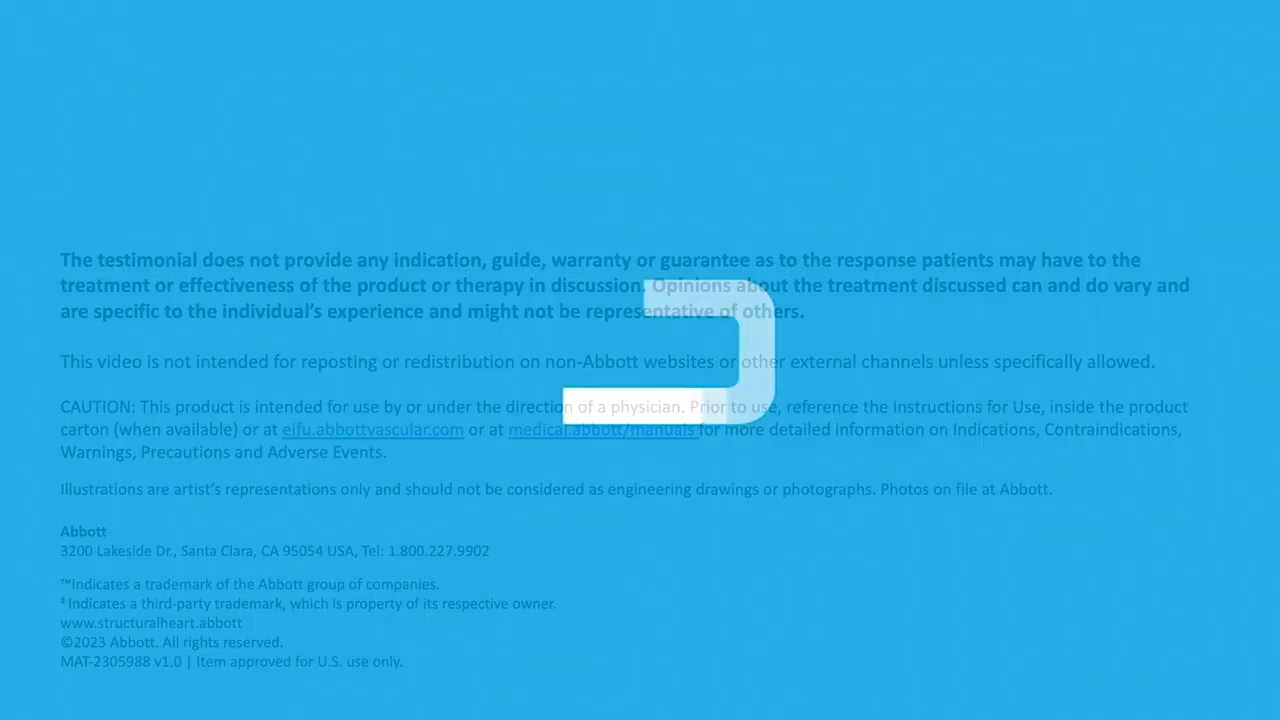 The testimonial does not provide any indication, guide, warranty or guarantee as to the response patients may have to the
treatment or effectiveness of the product or therapy in discussion. Opinions about the treatment discussed can and do vary and
are specific to the individual’s experience and might not be representative of others.
This video is not intended for reposting or redistribution on non-Abbott websites or other external channels unless specifically allowed.
CAUTION: This product is intended for use by or under the direction of a physician. Prior to use, reference the Instructions for Use, inside the product
carton (when available) or at eifu.abbottvascular.com or at medical.abbott/manuals for more detailed information on Indications, Contraindications,
Warnings, Precautions and Adverse Events.
Illustrations are artist’s representations only and should not be considered as engineering drawings or photographs. Photos on file at Abbott.
Abbott
3200 Lakeside Dr., Santa Clara, CA 95054 USA, Tel: 1.800.227.9902
™Indicates a trademark of the Abbott group of companies.
‡ Indicates a third-party trademark, which is property of its respective owner.
www.structuralheart.abbott
©2023 Abbott. All rights reserved.
MAT-2305988 v1.0 | Item approved for U.S. use only.